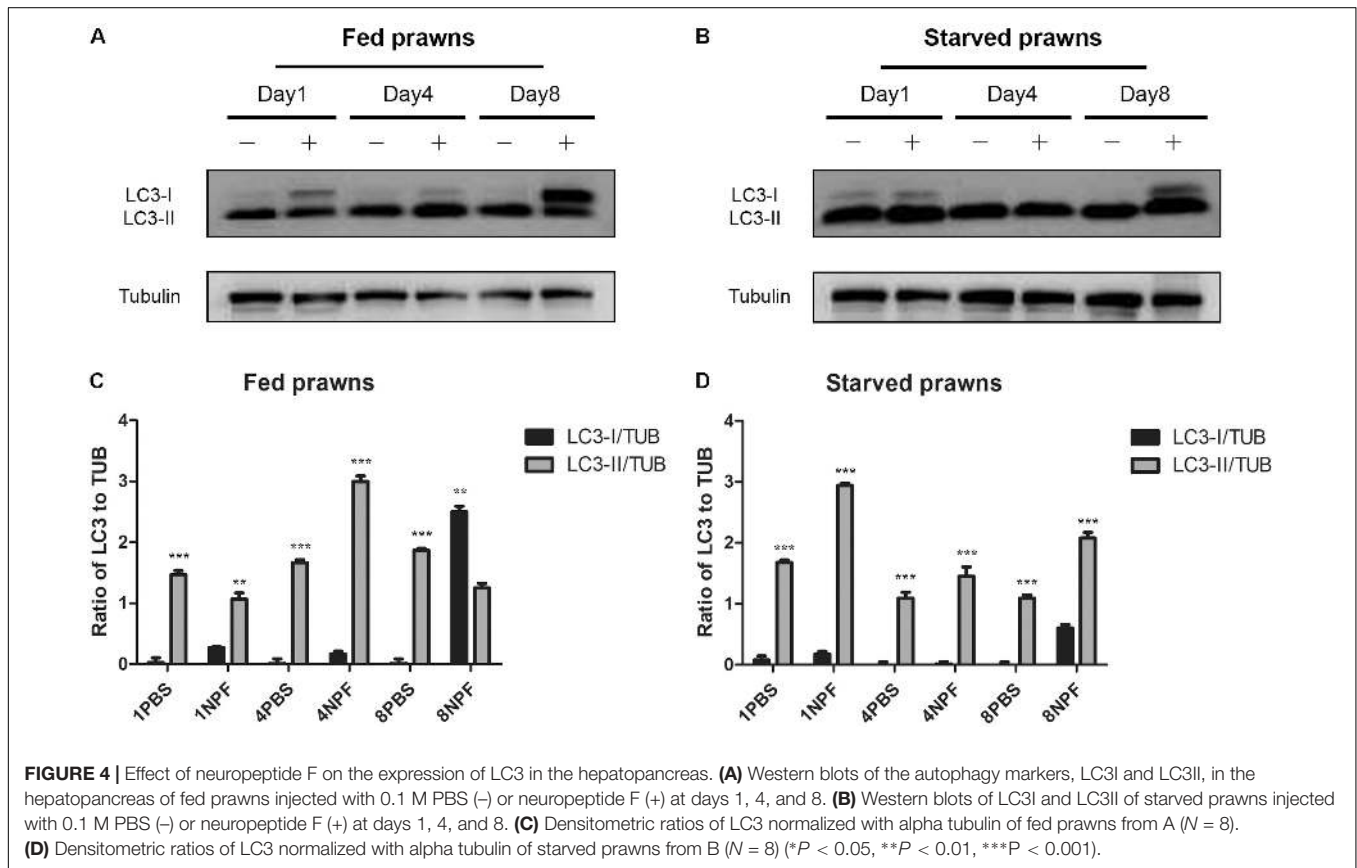 A Fed prawns
Day1 Day4 Day8
− + − + − +
LC3-I
LC3-II
Tubulin
B Starved prawns
Day1 Day4 Day8
− + − + − +
LC3-I
LC3-II
Tubulin
C Fed prawns
Ratio of LC3 to TUB
4
3
2
1
0
*** ** *** *** *** **
1PBS 1NPF 4PBS 4NPF 8PBS 8NPF
LC3-I/TUB
LC3-II/TUB
D Starved prawns
Ratio of LC3 to TUB
4
3
2
1
0
*** *** *** *** *** ***
1PBS 1NPF 4PBS 4NPF 8PBS 8NPF
LC3-I/TUB
LC3-II/TUB
FIGURE 4 | Effect of neuropeptide F on the expression of LC3 in the hepatopancreas. (A) Western blots of the autophagy markers, LC3I and LC3II, in the
hepatopancreas of fed prawns injected with 0.1 M PBS (–) or neuropeptide F (+) at days 1, 4, and 8. (B) Western blots of LC3I and LC3II of starved prawns injected
with 0.1 M PBS (–) or neuropeptide F (+) at days 1, 4, and 8. (C) Densitometric ratios of LC3 normalized with alpha tubulin of fed prawns from A (N = 8).
(D) Densitometric ratios of LC3 normalized with alpha tubulin of starved prawns from B (N = 8) (*P < 0.05, **P < 0.01, ***P < 0.001).